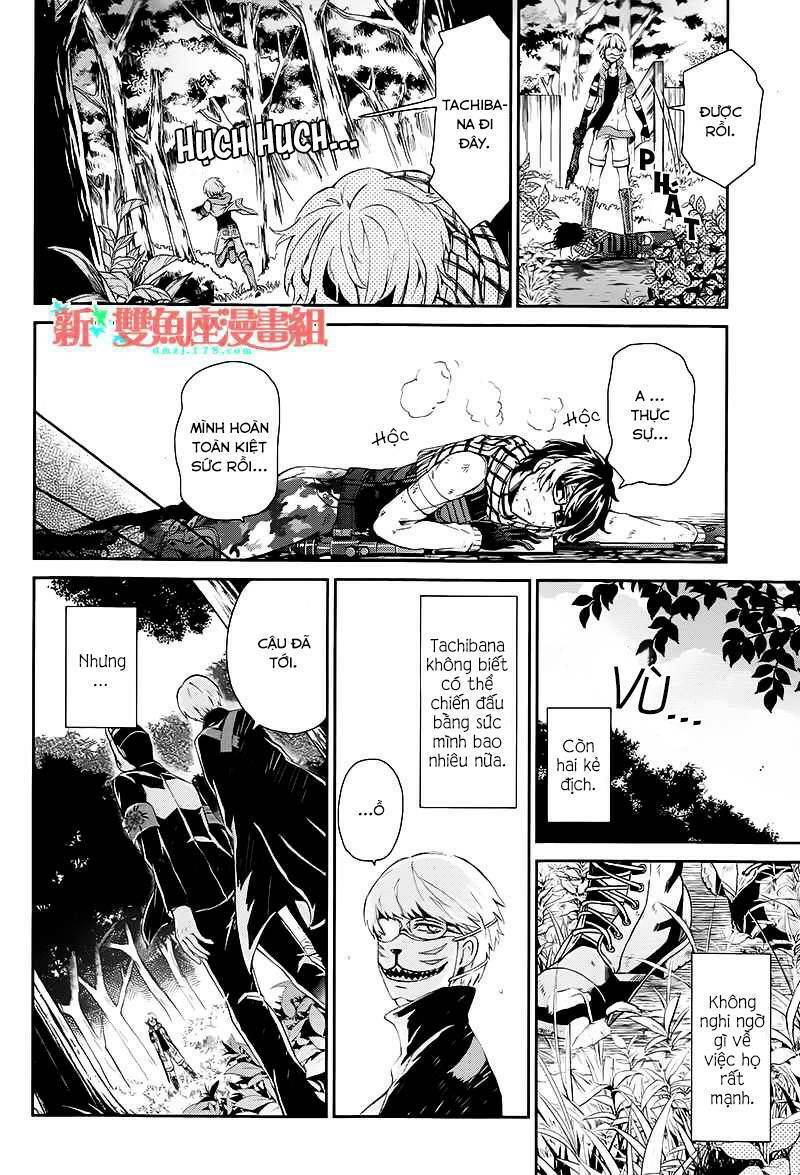 ĐƯỢC
RỒI.
PHẮT
TACHIBA-
NA ĐI
ĐÂY.
HỤCH HỤCH...
新雙魚座漫畫組
dmzj.178.com
A ...
THỰC
SỰ...
HỘC
HỘC
MÌNH HOÀN
TOÀN KIỆT
SỨC RỒI...
VÙ...
Còn
hai kẻ
địch.
Không
nghi ngờ
gì về
việc họ
rất
mạnh.
Tachibana
không biết
có thể
chiến đấu
bằng sức
mình bao
nhiêu nữa.
...Ồ
CẬU ĐÃ
TỚI.
Nhưng
...